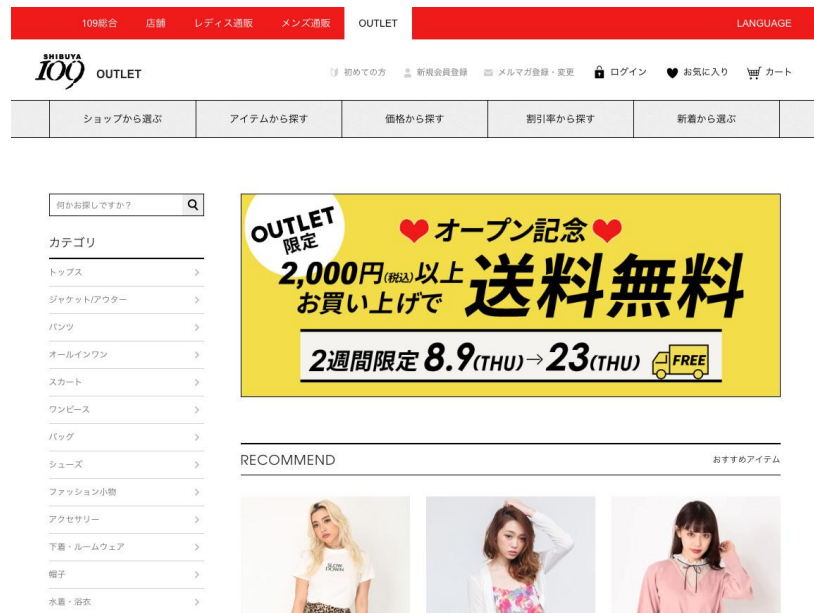 109総合 店舗 レディス通販 メンズ通販 OUTLET LANGUAGE
SHIBUYA
109 OUTLET
初めての方 新規会員登録 メルマガ登録・変更 ログイン お気に入り カート
ショップから選ぶ アイテムから探す 価格から探す 割引率から探す 新着から選ぶ
何かお探しですか？
カテゴリ
トップス
ジャケット/アウター
パンツ
オールインワン
スカート
ワンピース
バッグ
シューズ
ファッション小物
アクセサリー
下着・ルームウェア
帽子
水着・浴衣
OUTLET
限定
オープン記念
2,000円(税込)以上
お買い上げで
送料無料
2週間限定 8.9(THU)→23(THU) FREE
RECOMMEND おすすめアイテム
SLOW
DOWN